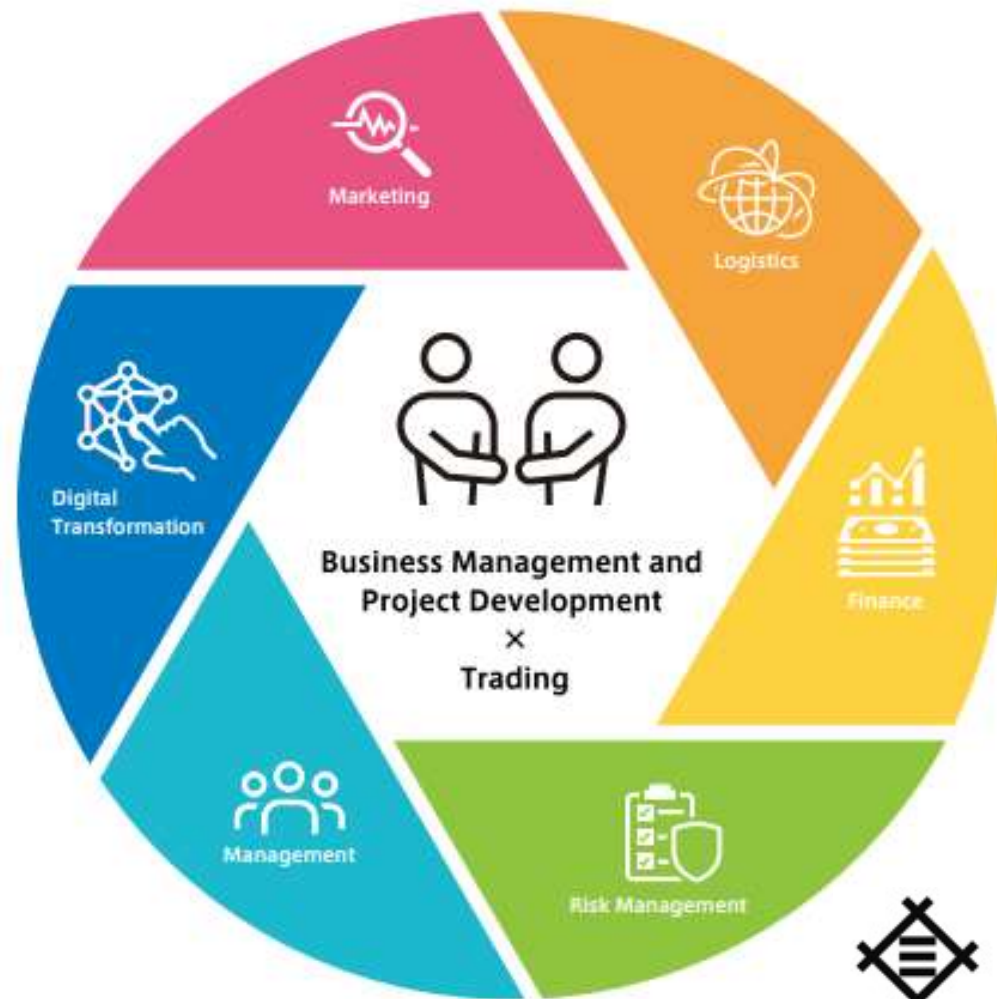 Marketing
Logistics
Finance
Risk Management
Management
Digital
Transformation
Business Management and
Project Development
×
Trading